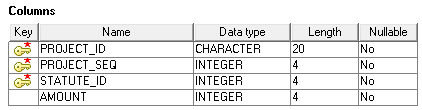 Columns
Key Name Data type Length Nullable
PROJECT_ID CHARACTER 20 No
PROJECT_SEQ INTEGER 4 No
STATUTE_ID INTEGER 4 No
AMOUNT INTEGER 4 No